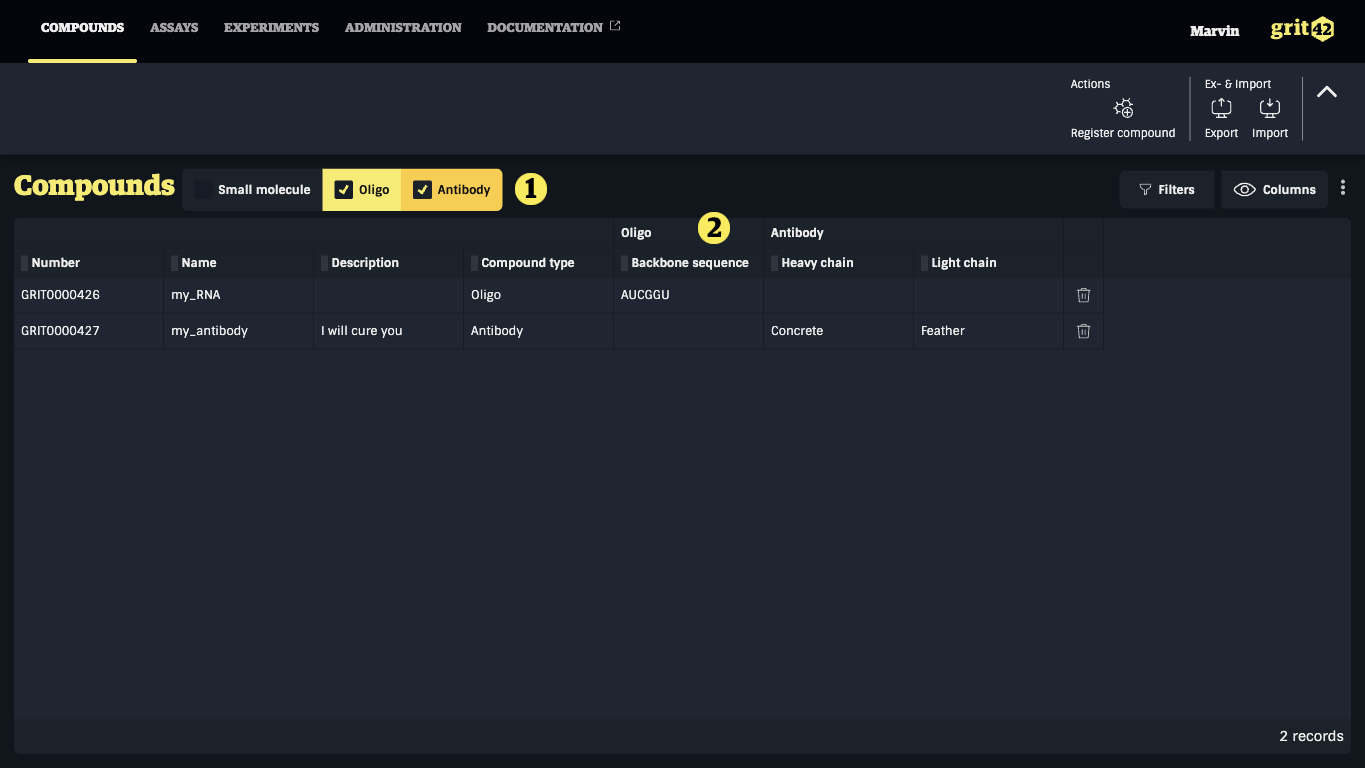 COMPOUNDS ASSAYS EXPERIMENTS ADMINISTRATION DOCUMENTATION Marvin grit42
Actions Ex- & Import
Register compound Export Import
Compounds Small molecule Oligo Antibody 1 Filters Columns
Oligo 2 Antibody
Number Name Description Compound type Backbone sequence Heavy chain Light chain
GRIT0000426 my_RNA Oligo AUCGGU
GRIT0000427 my_antibody I will cure you Antibody Concrete Feather
2 records